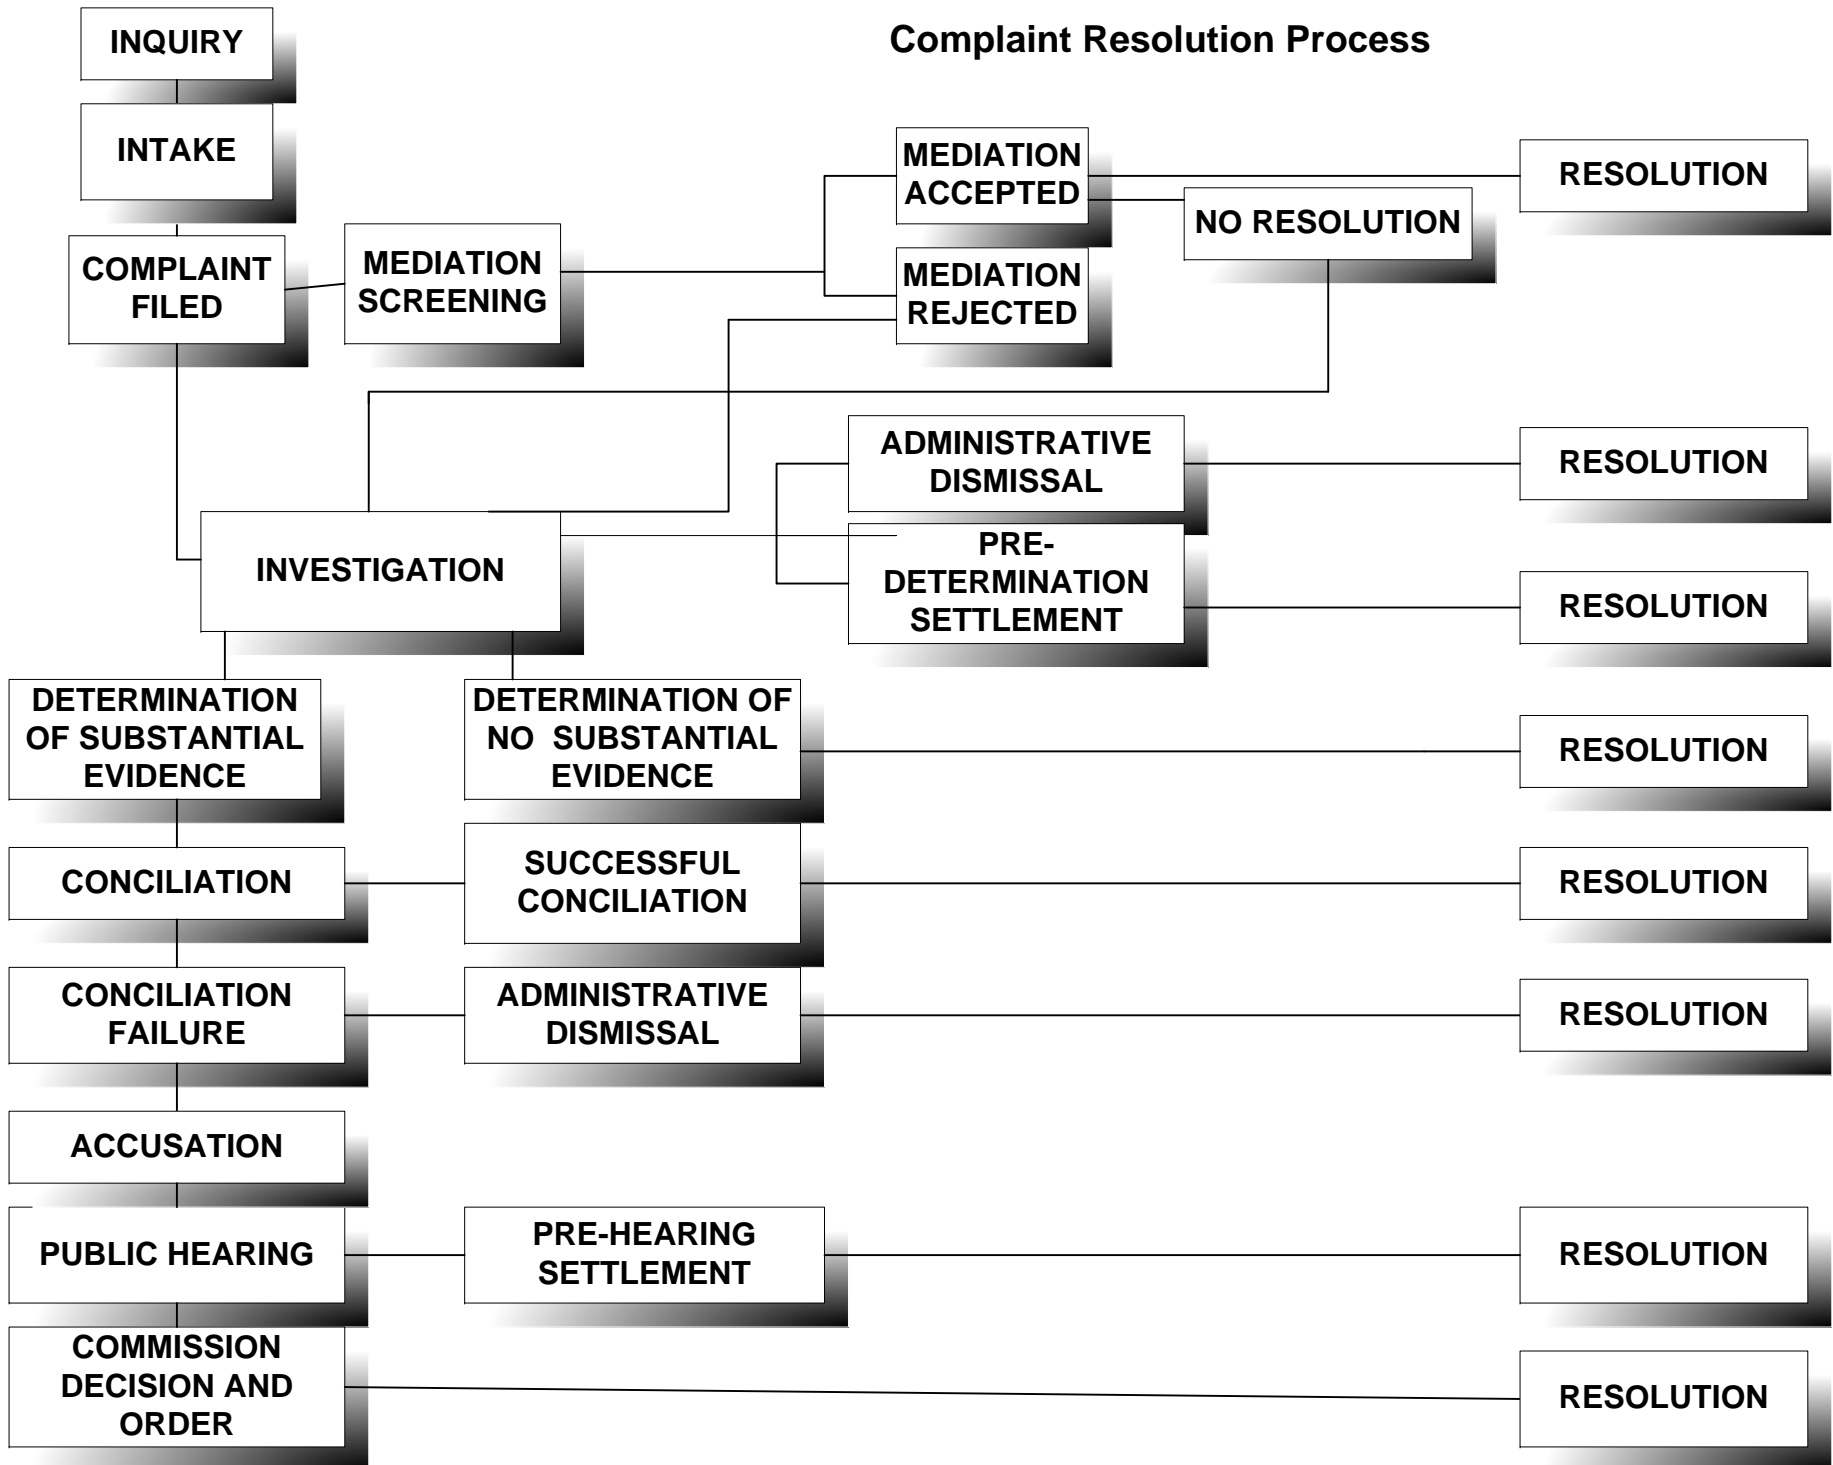 Complaint Resolution Process
INQUIRY
INTAKE
COMPLAINT
FILED
MEDIATION
SCREENING
MEDIATION
ACCEPTED
RESOLUTION
NO RESOLUTION
MEDIATION
REJECTED
ADMINISTRATIVE
DISMISSAL
RESOLUTION
INVESTIGATION
PRE-
DETERMINATION
SETTLEMENT
RESOLUTION
DETERMINATION
OF SUBSTANTIAL
EVIDENCE
DETERMINATION OF
NO SUBSTANTIAL
EVIDENCE
RESOLUTION
CONCILIATION
SUCCESSFUL
CONCILIATION
RESOLUTION
CONCILIATION
FAILURE
ADMINISTRATIVE
DISMISSAL
RESOLUTION
ACCUSATION
PUBLIC HEARING
PRE-HEARING
SETTLEMENT
RESOLUTION
COMMISSION
DECISION AND
ORDER
RESOLUTION